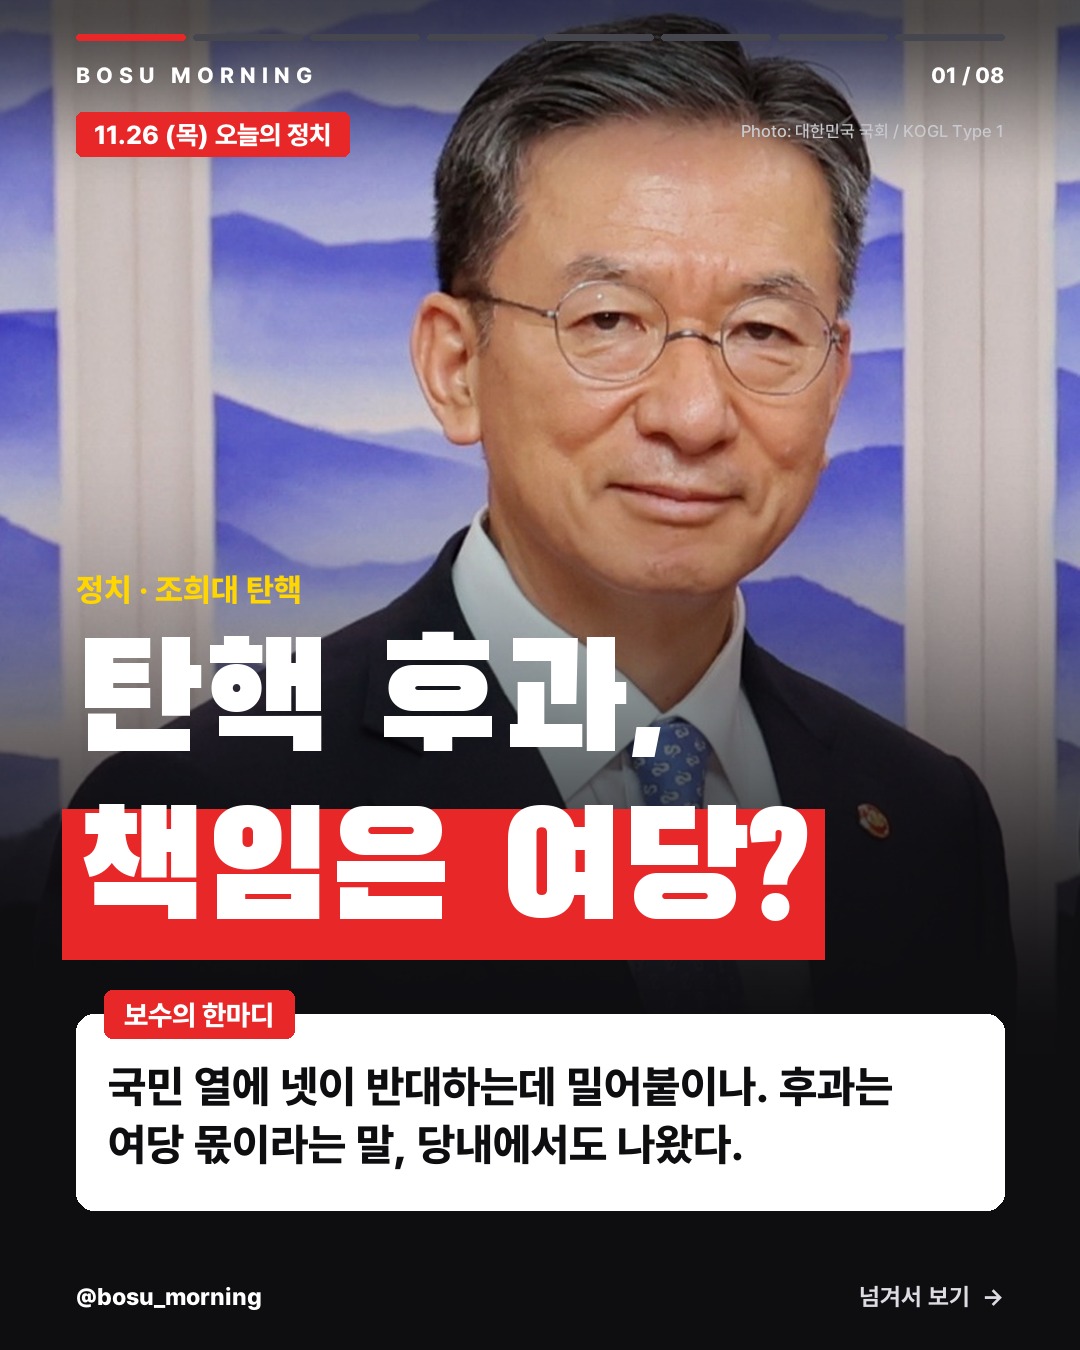 BOSU MORNING
01 / 08
11.26 (목) 오늘의 정치
Photo: 대한민국 국회 / KOGL Type 1
정치 · 조희대 탄핵
탄핵 후과,
책임은 여당?
보수의 한마디
국민 열에 넷이 반대하는데 밀어붙이나. 후과는
여당 몫이라는 말, 당내에서도 나왔다.
@bosu_morning
넘겨서 보기 →